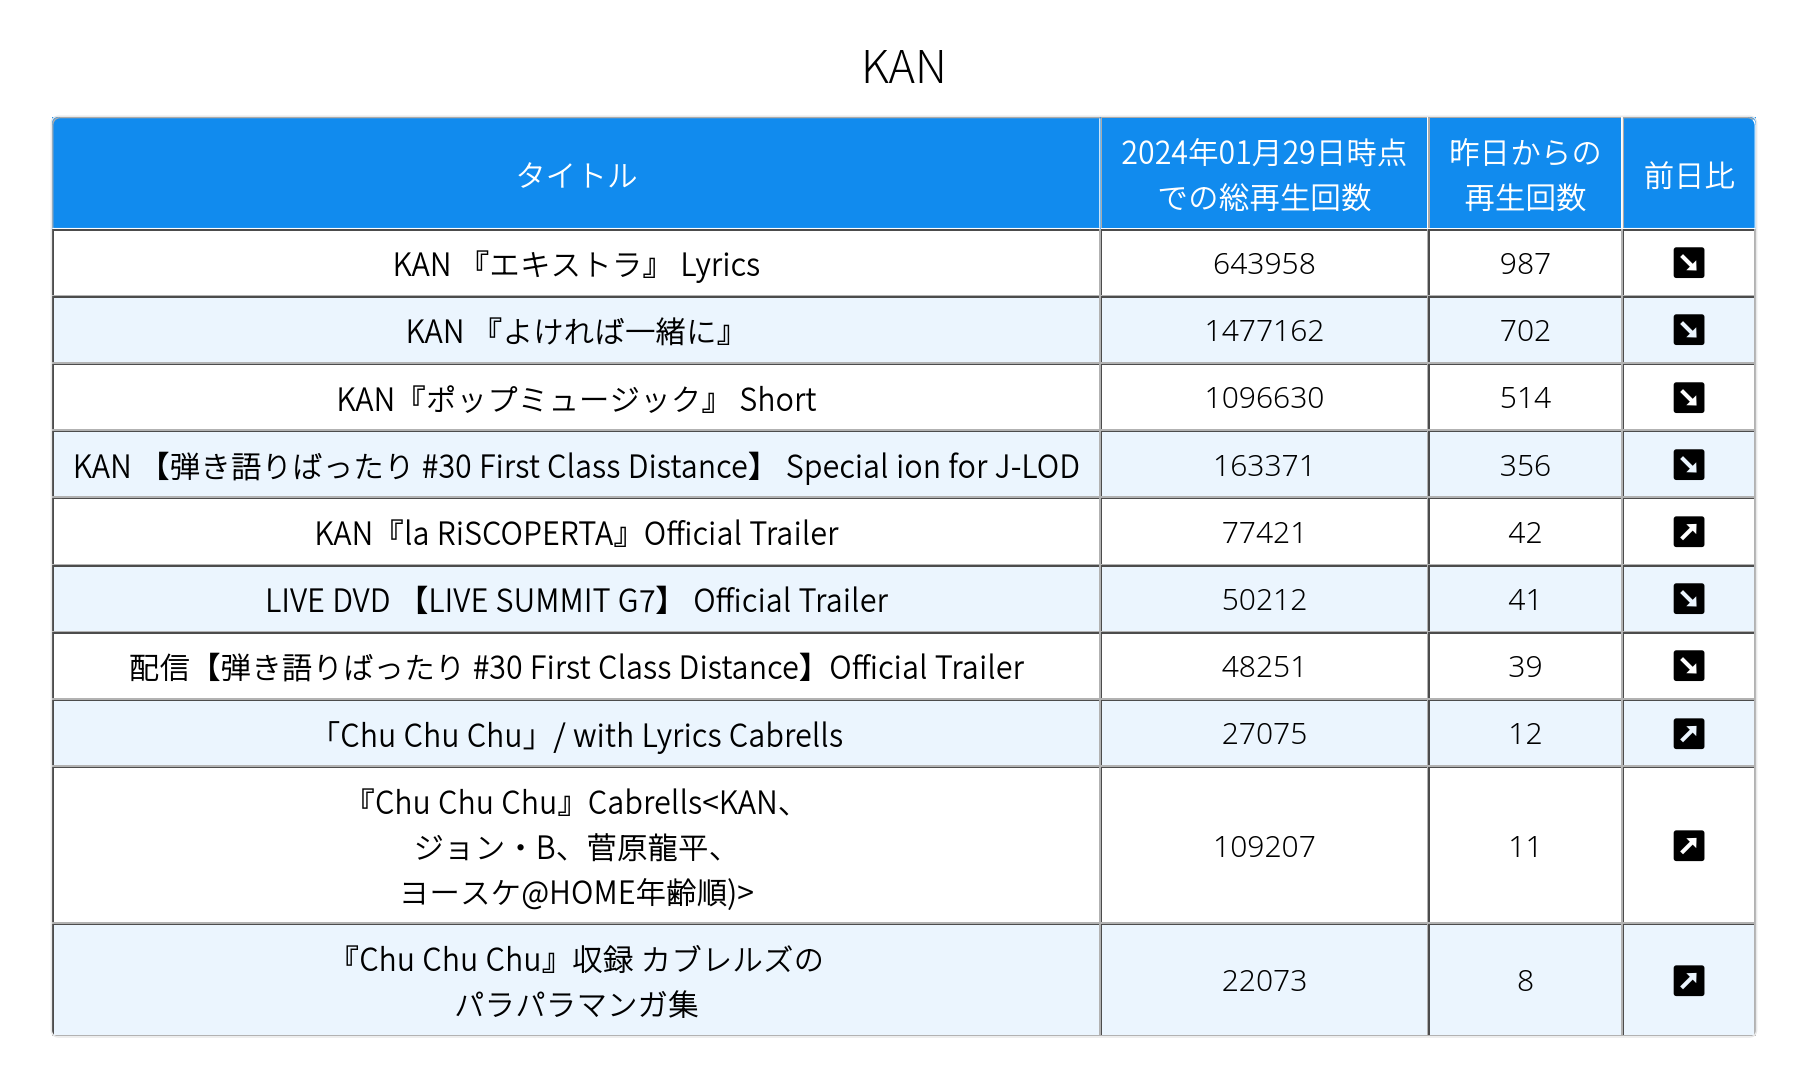 KAN
タイトル
2024年01月29日時点
での総再生回数
昨日からの
再生回数
前日比
KAN 『エキストラ』 Lyrics
643958
987
KAN 『よければ一緒に』
1477162
702
KAN『ポップミュージック』 Short
1096630
514
KAN 【弾き語りばったり #30 First Class Distance】 Special ion for J-LOD
163371
356
KAN『la RiSCOPERTA』Official Trailer
77421
42
LIVE DVD 【LIVE SUMMIT G7】 Official Trailer
50212
41
配信【弾き語りばったり #30 First Class Distance】Official Trailer
48251
39
「Chu Chu Chu」/ with Lyrics Cabrells
27075
12
『Chu Chu Chu』Cabrells<KAN、
ジョン・B、菅原龍平、
ヨースケ@HOME年齢順)>
109207
11
『Chu Chu Chu』収録 カブレルズの
パラパラマンガ集
22073
8